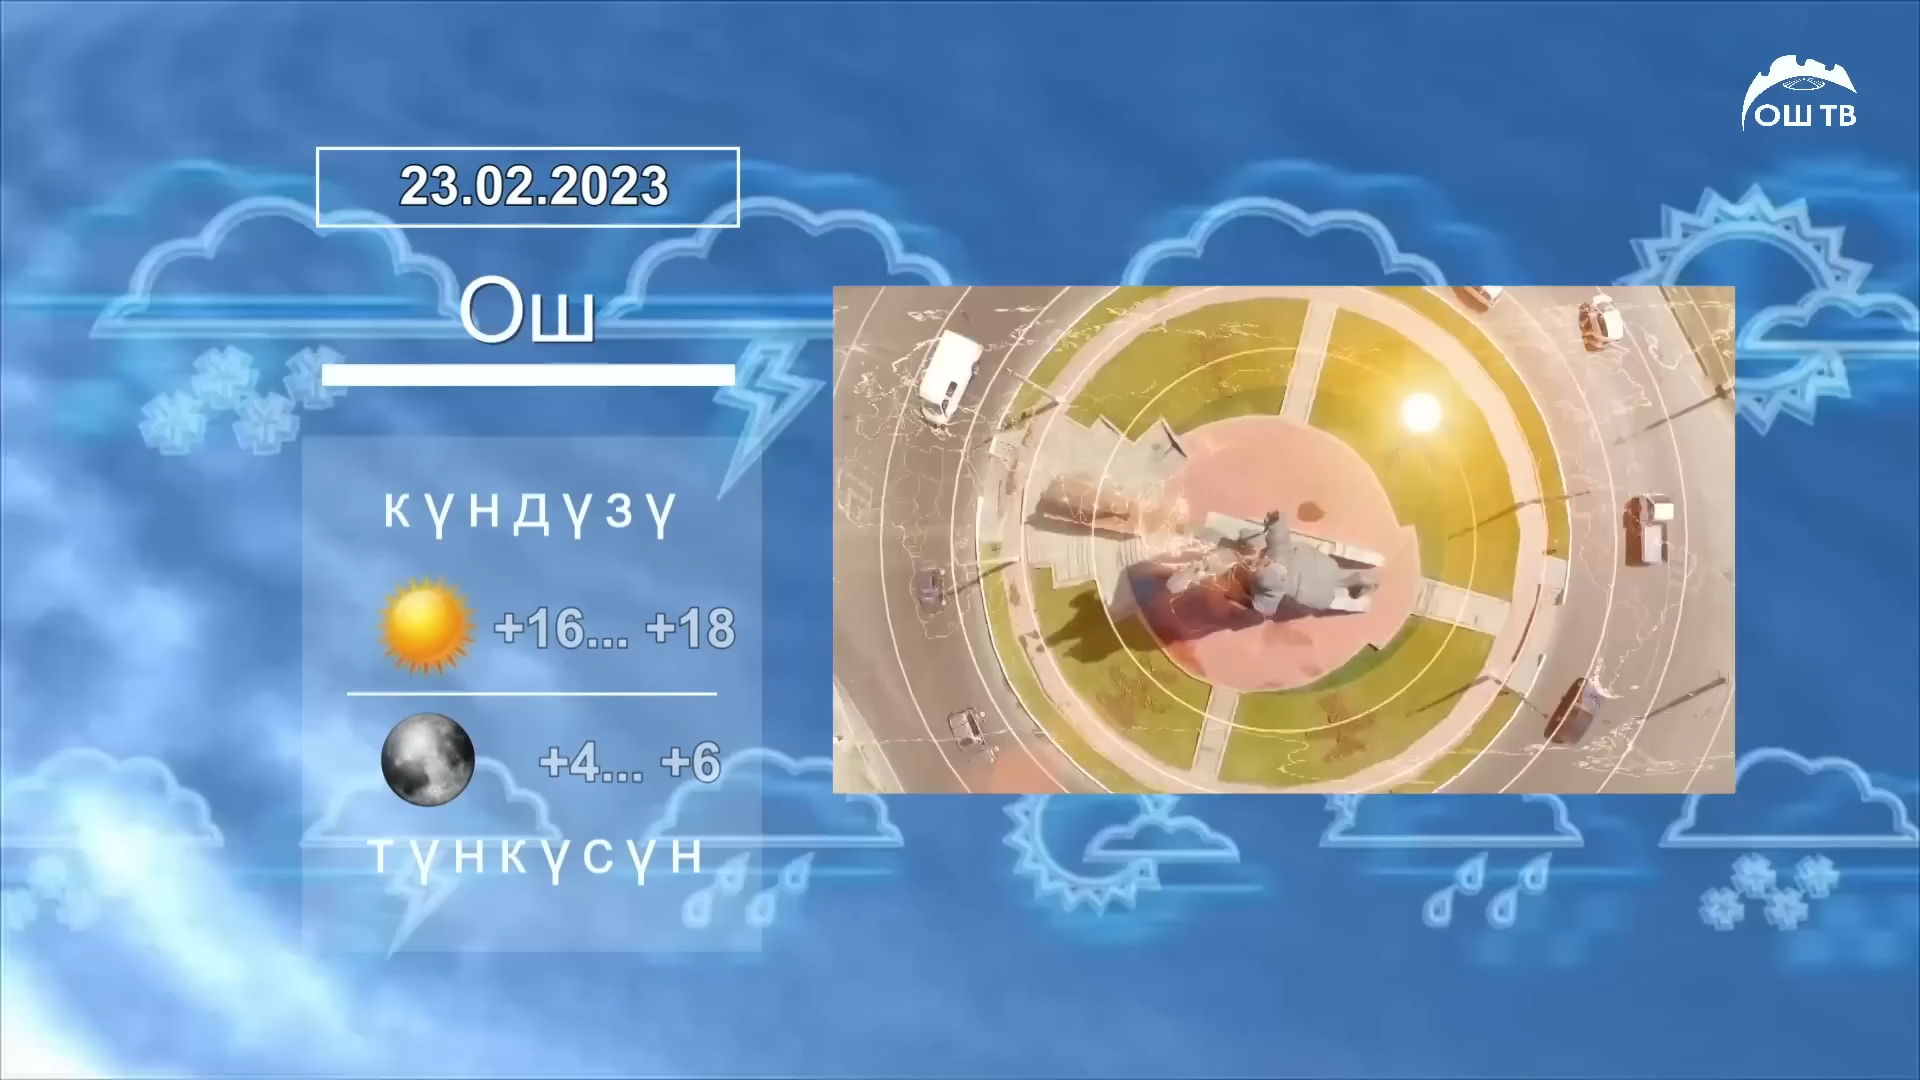 ОШ ТВ
23.02.2023
Ош
күндүзү
+16... +18
+4... +6
түнкүсүн